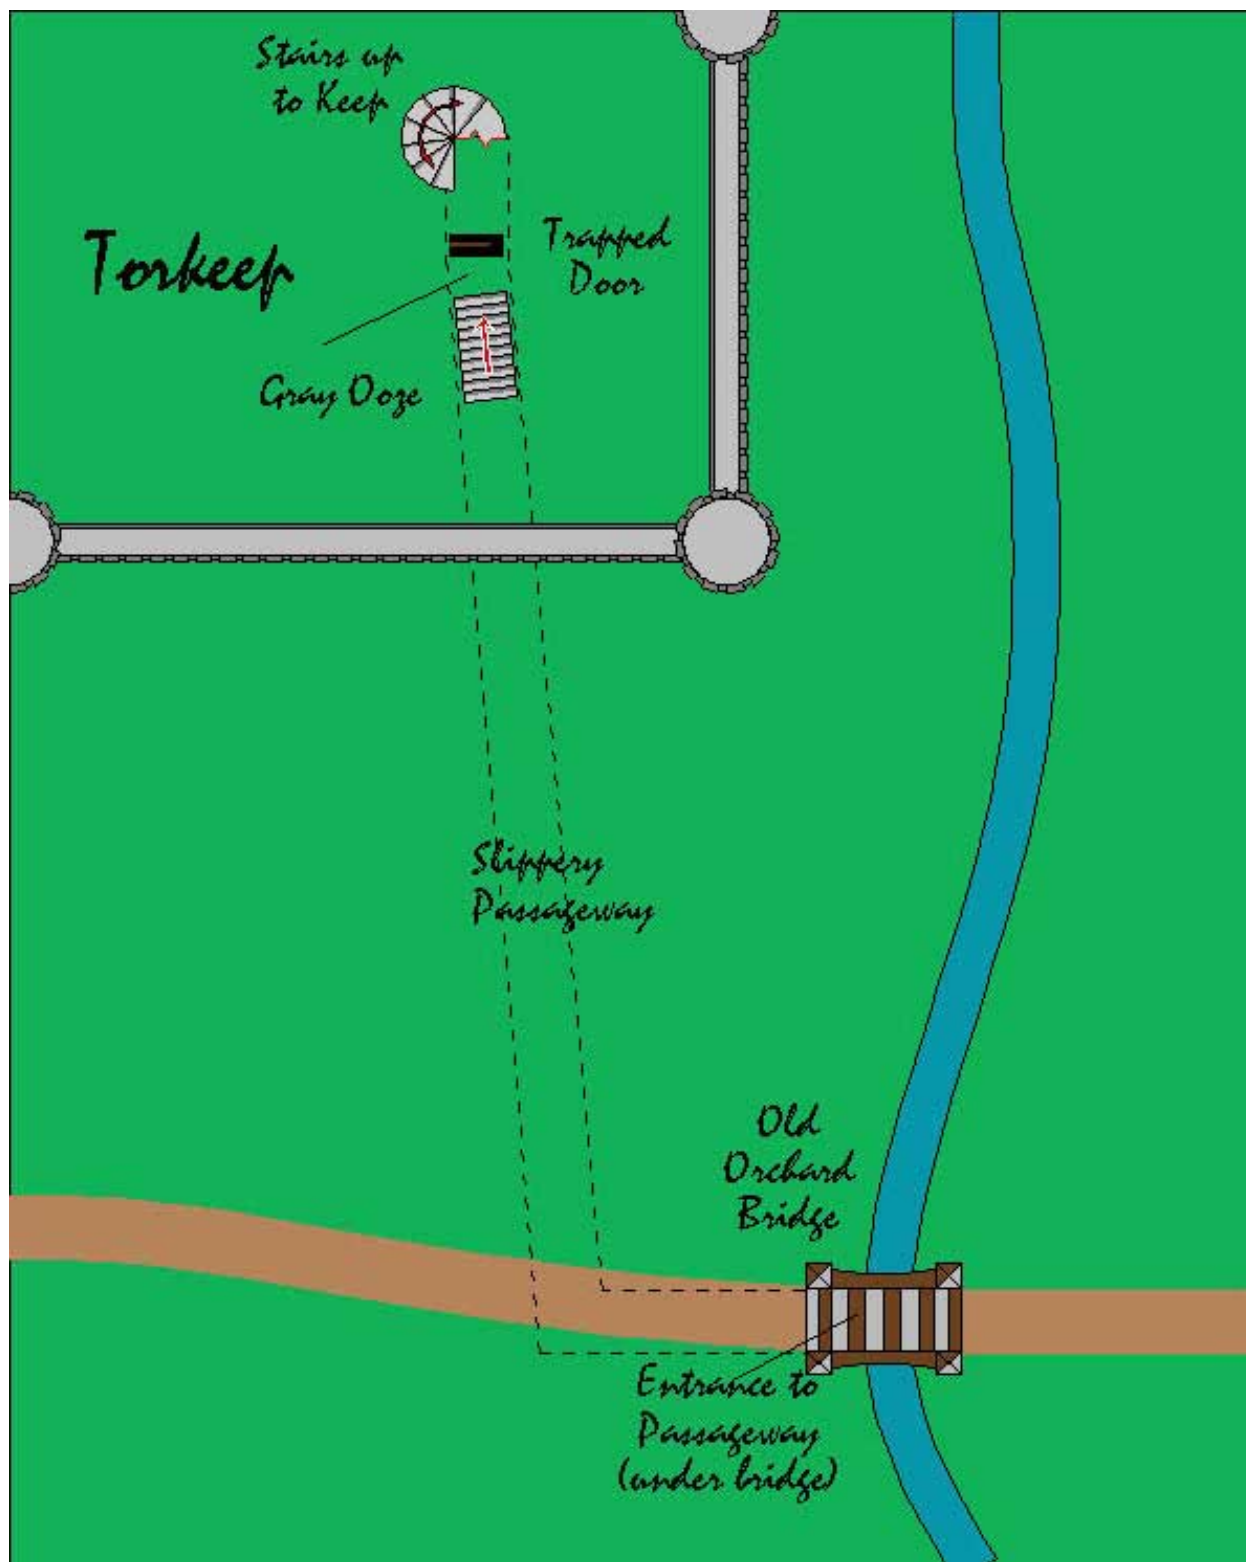 Stairs up
to Keep
Torkeep
Trapped
Door
Gray Ooze
Slippery
Passageway
Old
Orchard
Bridge
Entrance to
Passageway
(under bridge)